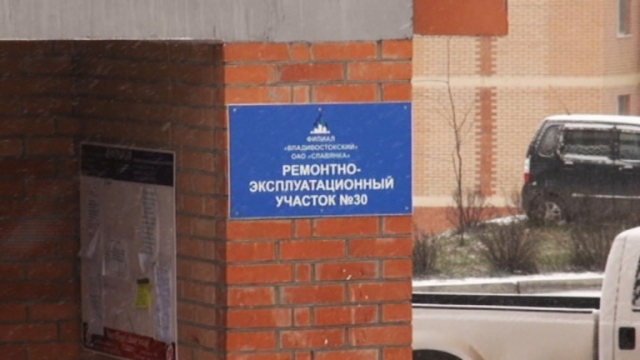 ФИЛИАЛ
«ВЛАДИВОСТОКСКИЙ»
ОАО «СЛАВЯНКА»
РЕМОНТНО-
ЭКСПЛУАТАЦИОННЫЙ
УЧАСТОК №30